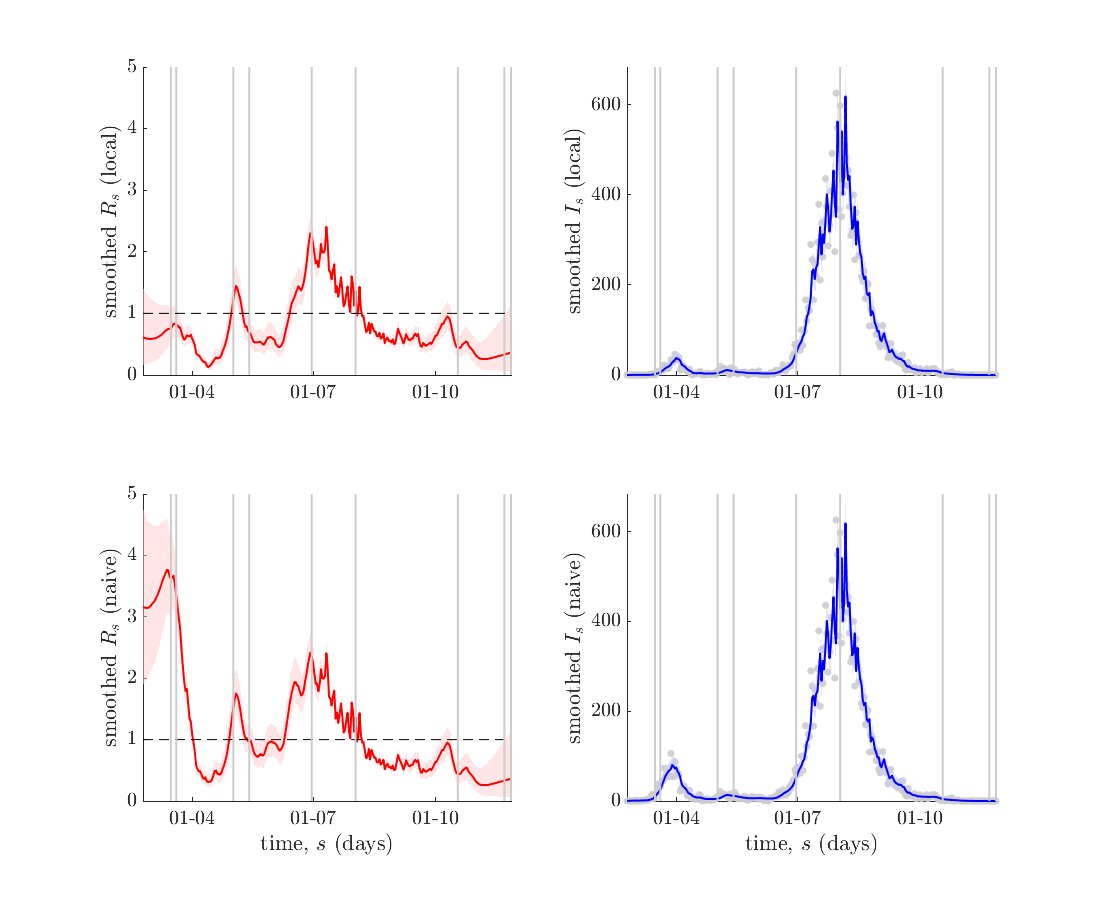 smoothed R_s (local)
5
4
3
2
1
0
01-04 01-07 01-10
smoothed I_s (local)
600
400
200
0
01-04 01-07 01-10
smoothed R_s (naive)
5
4
3
2
1
0
01-04 01-07 01-10
time, s (days)
smoothed I_s (naive)
600
400
200
0
01-04 01-07 01-10
time, s (days)